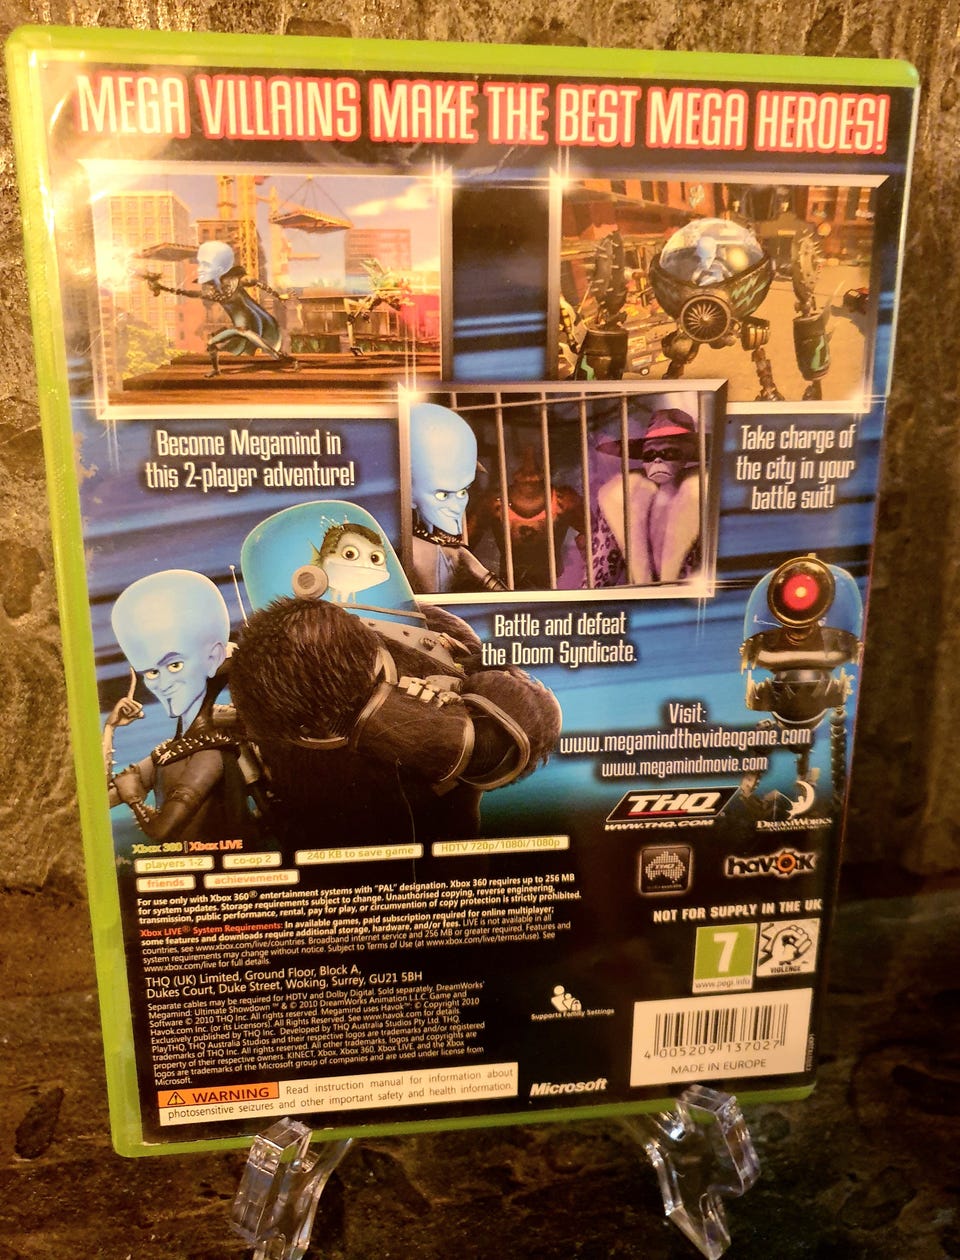 MEGA VILLAINS MAKE THE BEST MEGA HEROES!
Become Megamind in
this 2-player adventure!
Take charge of
the city in your
battle suit!
Battle and defeat
the Doom Syndicate.
Visit:
www.megamindthevideogame.com
www.megamindmovie.com
THQ
WWW.THQ.COM
DREAMWORKS
Xbox 360 | Xbox LIVE
players 1-2
co-op 2
240 KB to save game
HDTV 720p/1080i/1080p
friends
achievements
havok
NOT FOR SUPPLY IN THE UK
For use only with Xbox 360® entertainment systems with "PAL" designation. Xbox 360 requires up to 256 MB
for system updates. Storage requirements subject to change. Unauthorised copying, reverse engineering,
transmission, public performance, rental, pay for play, or circumvention of copy protection is strictly prohibited.
Xbox LIVE® System Requirements: In available games, paid subscription required for online multiplayer;
some features and downloads require additional storage, hardware, and/or fees. LIVE is not available in all
countries, see www.xbox.com/live/countries. Broadband internet service and 256 MB or greater required. Features and
system requirements may change without notice. Subject to Terms of Use (at www.xbox.com/live/termsofuse). See
www.xbox.com/live for full details.
7
www.pegi.info
VIOLENCE
THQ (UK) Limited, Ground Floor, Block A,
Dukes Court, Duke Street, Woking, Surrey, GU21 5BH
Separate cables may be required for HDTV and Dolby Digital. Sold separately. DreamWorks'
Megamind: Ultimate Showdown ™ & © 2010 DreamWorks Animation L.L.C. Game and
Software © 2010 THQ Inc. All rights reserved. Megamind uses Havok™: © Copyright 2010
Havok.com Inc. (or its Licensors). All Rights Reserved. See www.havok.com for details.
Exclusively published by THQ Inc. Developed by THQ Australia Studios Pty Ltd. THQ,
PlayTHQ, THQ Australia Studios and their respective logos are trademarks and/or registered
trademarks of THQ Inc. All rights reserved. All other trademarks, logos and copyrights are
property of their respective owners. KINECT, Xbox, Xbox 360, Xbox LIVE, and the Xbox
logos are trademarks of the Microsoft group of companies and are used under license from
Microsoft.
Supports Family Settings
4 005209 137027
MADE IN EUROPE
WARNING Read instruction manual for information about
photosensitive seizures and other important safety and health information.
Microsoft